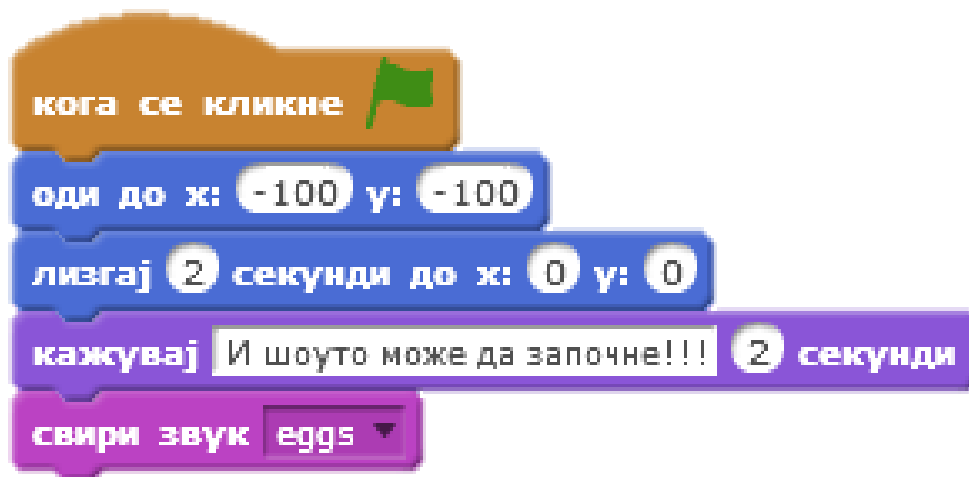 кога се кликне
оди до x: -100 y: -100
лизгај 2 секунди до x: 0 y: 0
кажувај И шоуто може да започне!!! 2 секунди
свири звук eggs